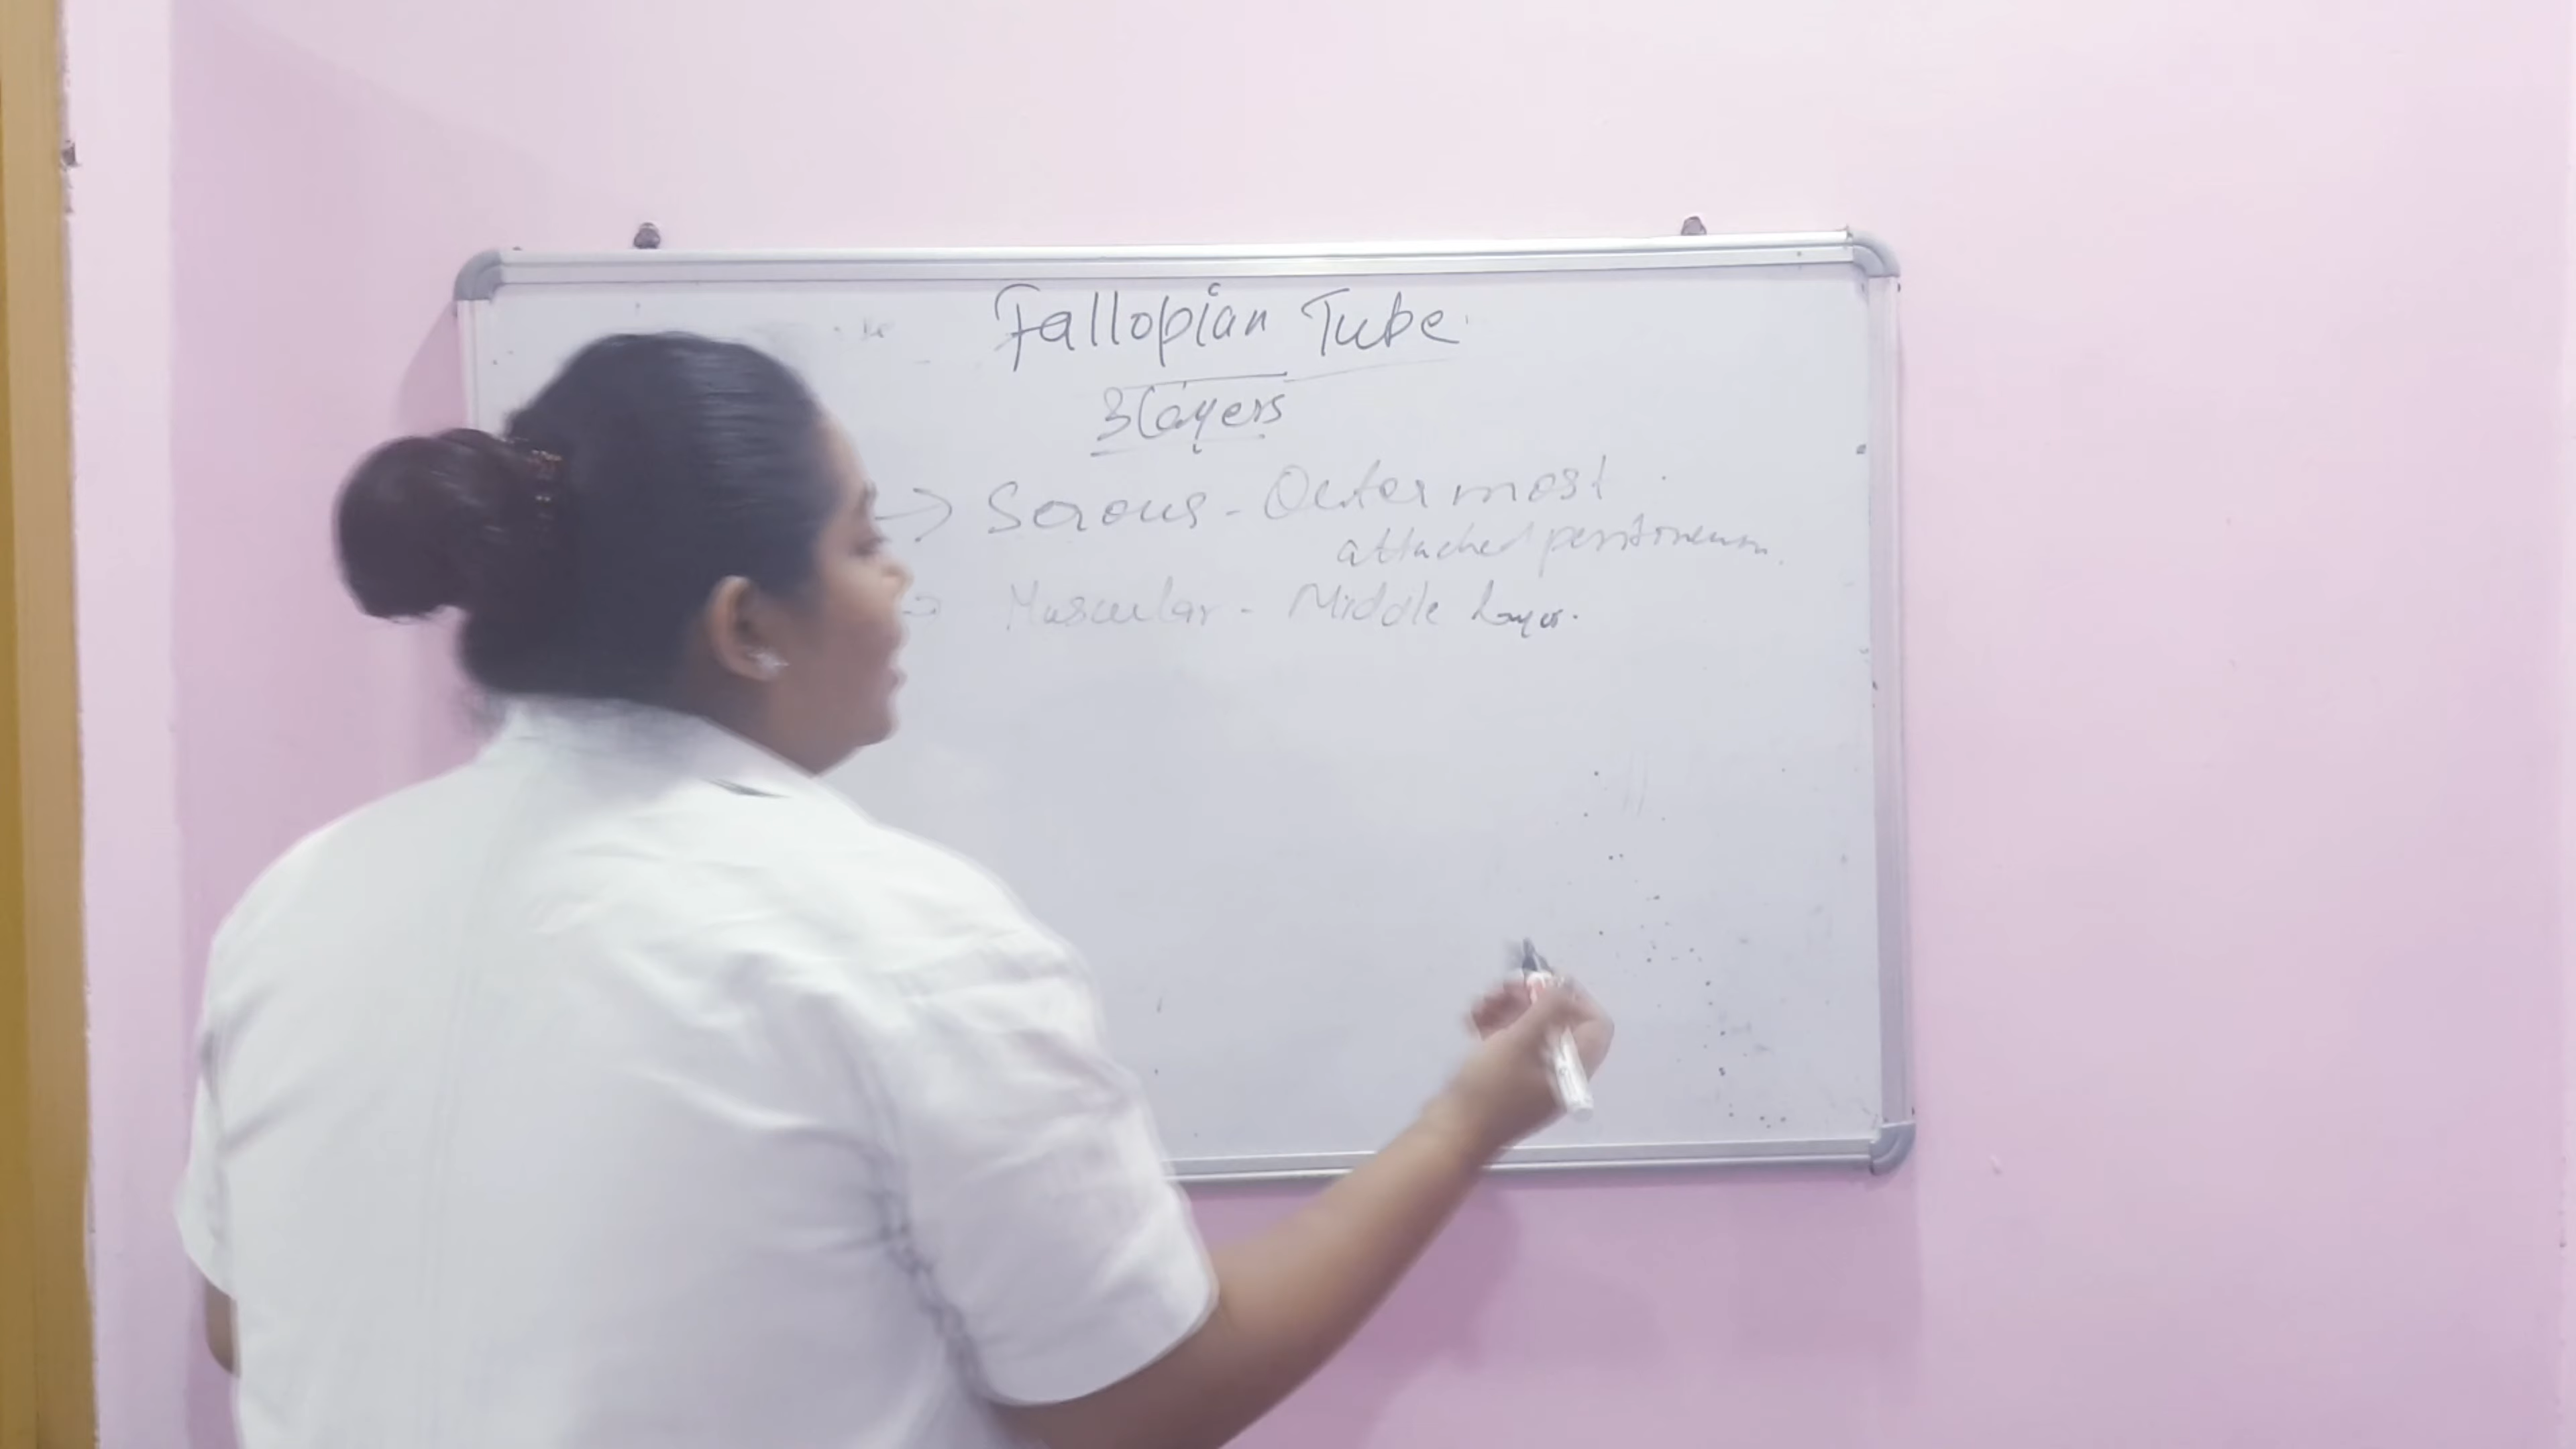 Fallopian Tube
3 Layers
→ Serous - Outermost
attached peritoneum.
→ Muscular - Middle Layer.